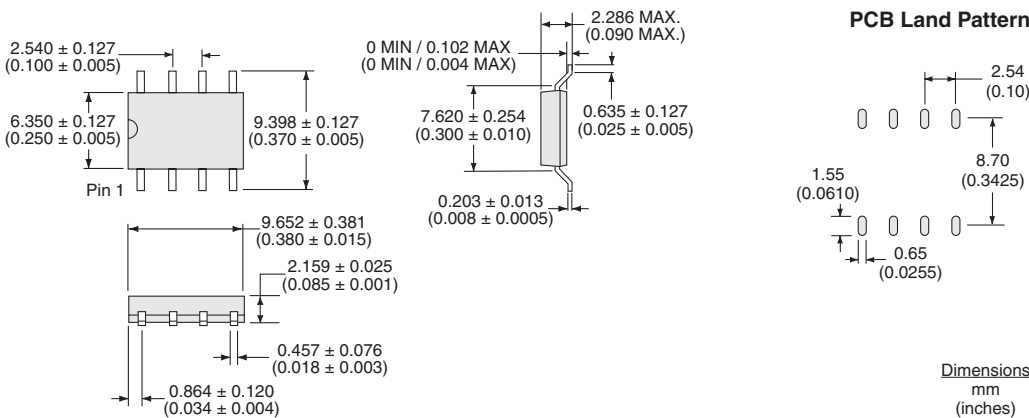 2.540 ± 0.127
(0.100 ± 0.005)
6.350 ± 0.127
(0.250 ± 0.005)
9.398 ± 0.127
(0.370 ± 0.005)
Pin 1
9.652 ± 0.381
(0.380 ± 0.015)
2.159 ± 0.025
(0.085 ± 0.001)
0.457 ± 0.076
(0.018 ± 0.003)
0.864 ± 0.120
(0.034 ± 0.004)
2.286 MAX.
(0.090 MAX.)
0 MIN / 0.102 MAX
(0 MIN / 0.004 MAX)
7.620 ± 0.254
(0.300 ± 0.010)
0.635 ± 0.127
(0.025 ± 0.005)
0.203 ± 0.013
(0.008 ± 0.0005)
PCB Land Pattern
2.54
(0.10)
8.70
(0.3425)
1.55
(0.0610)
0.65
(0.0255)
Dimensions
mm
(inches)